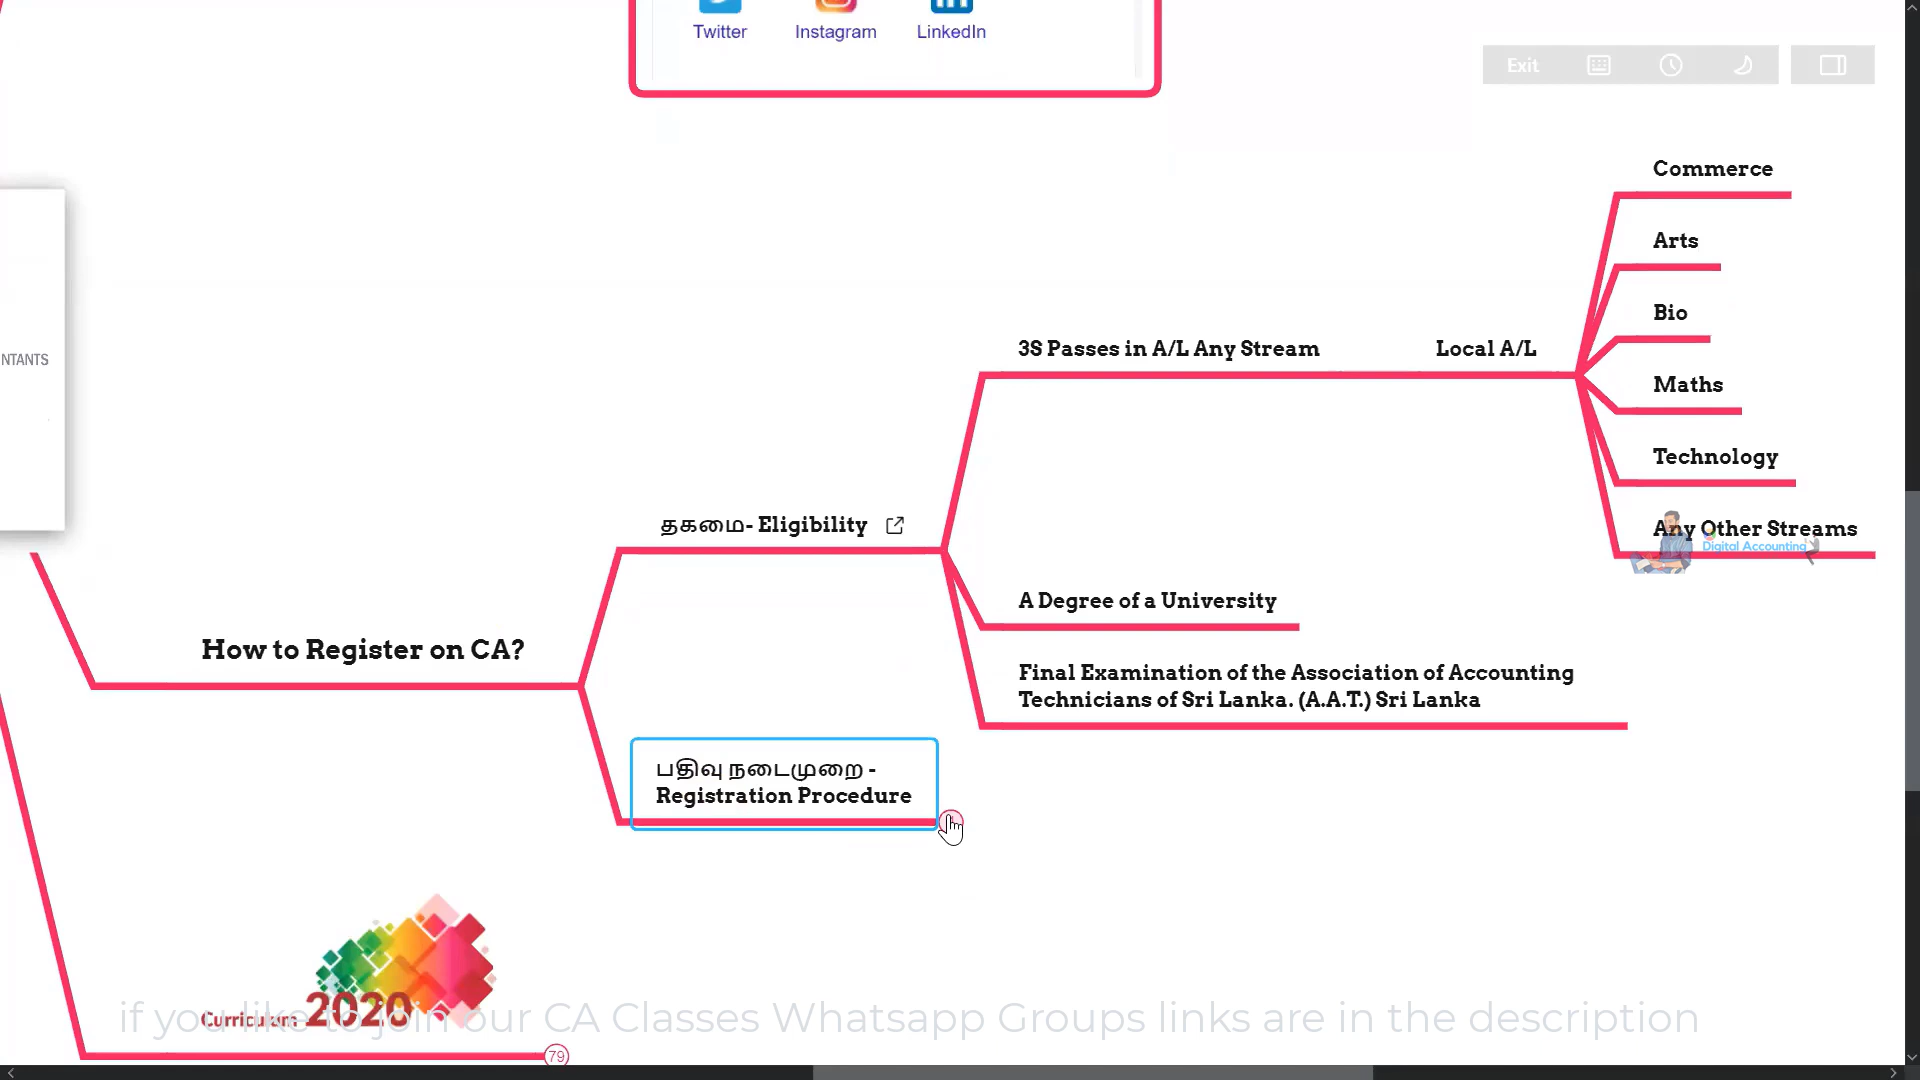 Twitter
Instagram
LinkedIn
Exit
Commerce
Arts
Bio
3S Passes in A/L Any Stream
Local A/L
NTANTS
Maths
Technology
தகமை- Eligibility
Any Other Streams
Digital Accounting
A Degree of a University
How to Register on CA?
Final Examination of the Association of Accounting
Technicians of Sri Lanka. (A.A.T.) Sri Lanka
பதிவு நடைமுறை -
Registration Procedure
Curriculum 2020
if you like to join our CA Classes Whatsapp Groups links are in the description
79